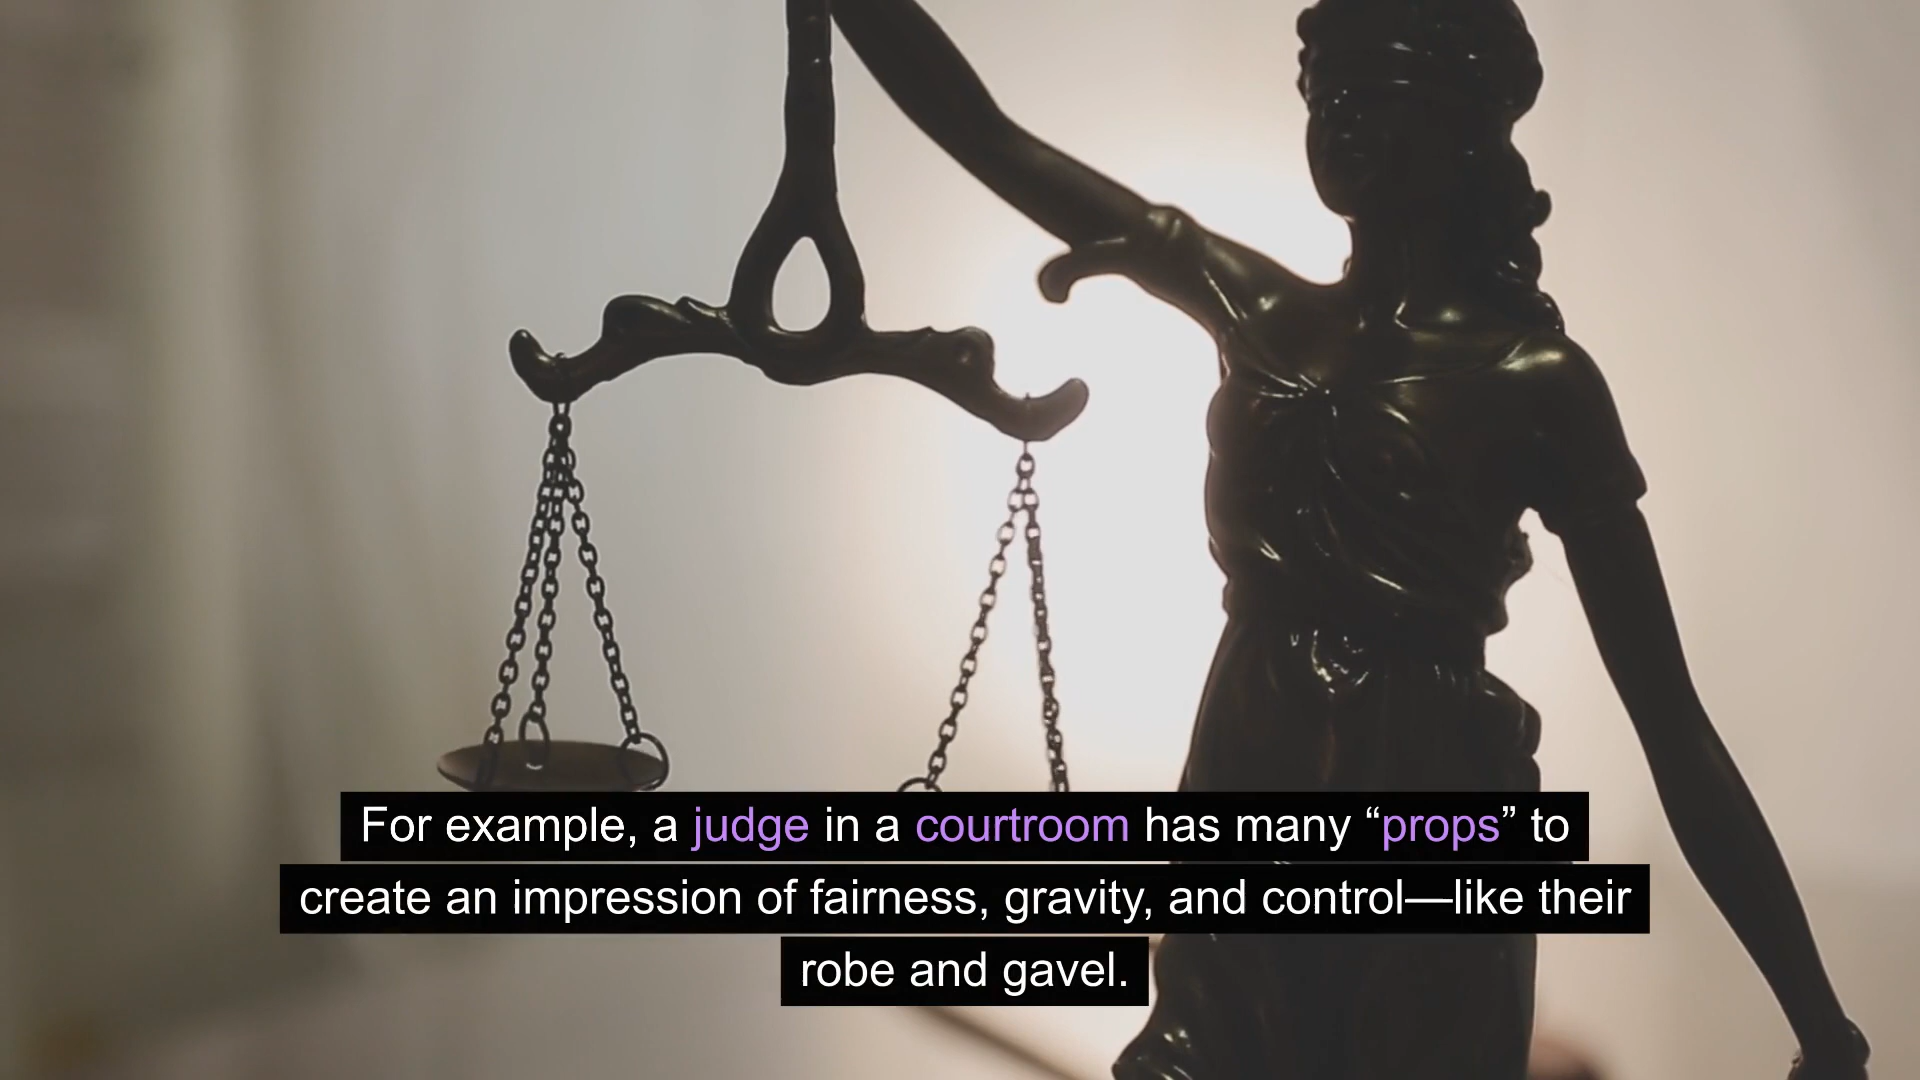 For example, a judge in a courtroom has many “props” to
create an impression of fairness, gravity, and control—like their
robe and gavel.